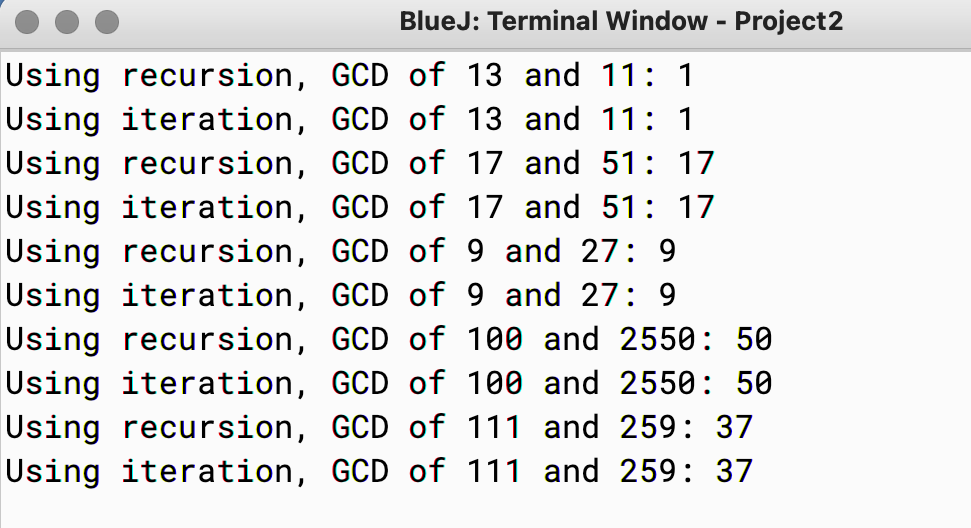 BlueJ: Terminal Window - Project2
Using recursion, GCD of 13 and 11: 1
Using iteration, GCD of 13 and 11: 1
Using recursion, GCD of 17 and 51: 17
Using iteration, GCD of 17 and 51: 17
Using recursion, GCD of 9 and 27: 9
Using iteration, GCD of 9 and 27: 9
Using recursion, GCD of 100 and 2550: 50
Using iteration, GCD of 100 and 2550: 50
Using recursion, GCD of 111 and 259: 37
Using iteration, GCD of 111 and 259: 37